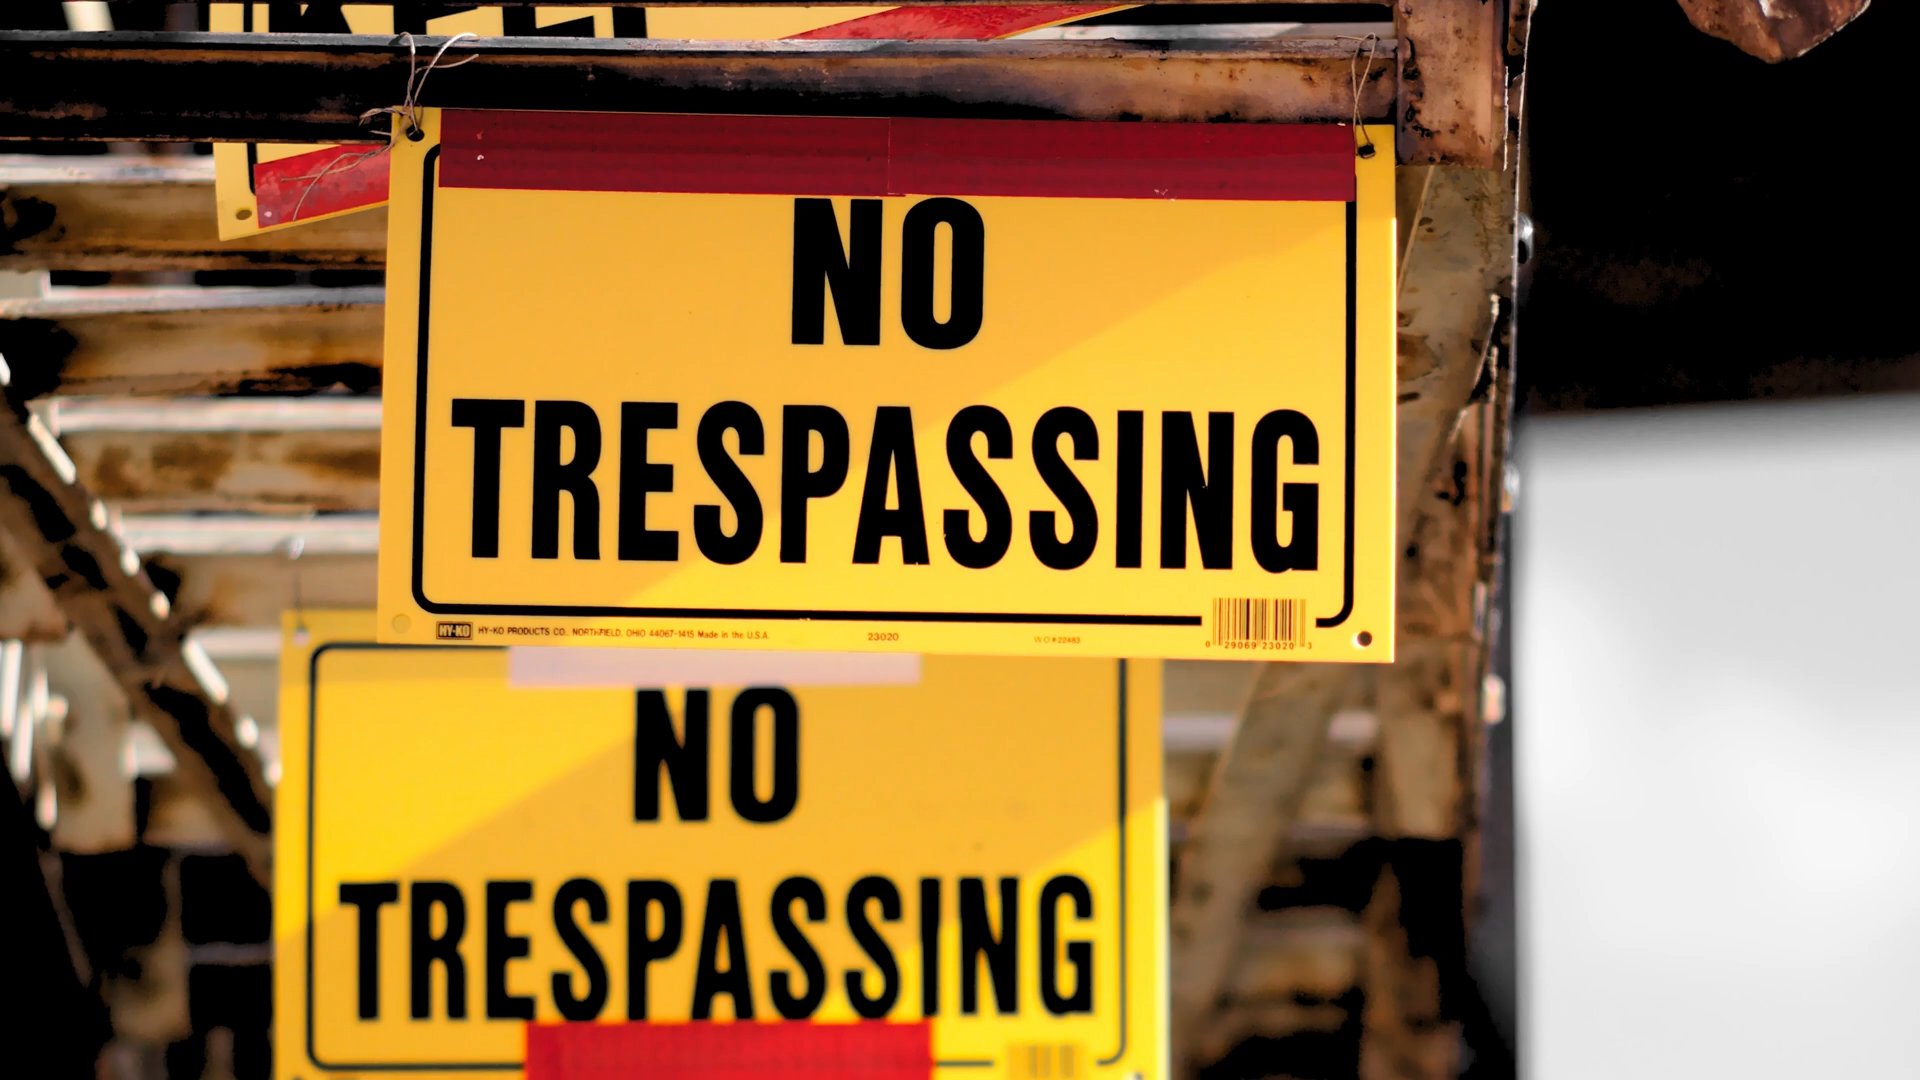 NO
TRESPASSING
HY-KO HY-KO PRODUCTS CO., NORTHFIELD, OHIO 44067-1415 Made in the U.S.A. 23020 W O # 22483
0 29069 23020 3
NO
TRESPASSING